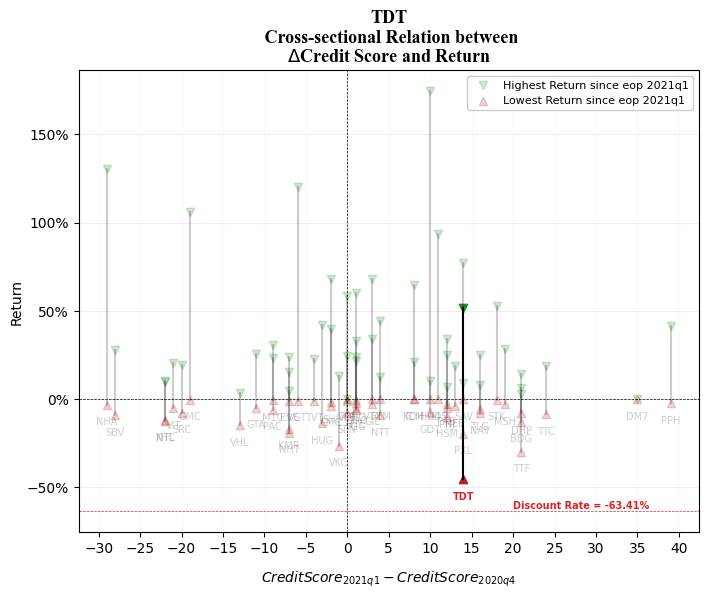 TDT
Cross-sectional Relation between
ΔCredit Score and Return
Highest Return since eop 2021q1
Lowest Return since eop 2021q1
Return
150%
100%
50%
0%
−50%
NHA
SBV
SRC
VHL
GTA
PAC
KMR
NHT
HUG
VKC
NTT
GDT
HSM
PXL
NAV
STK
MSH
DHP
BDG
TTF
TTC
DM7
PPH
TDT
Discount Rate = -63.41%
−30 −25 −20 −15 −10 −5 0 5 10 15 20 25 30 35 40
CreditScore2021q1 − CreditScore2020q4